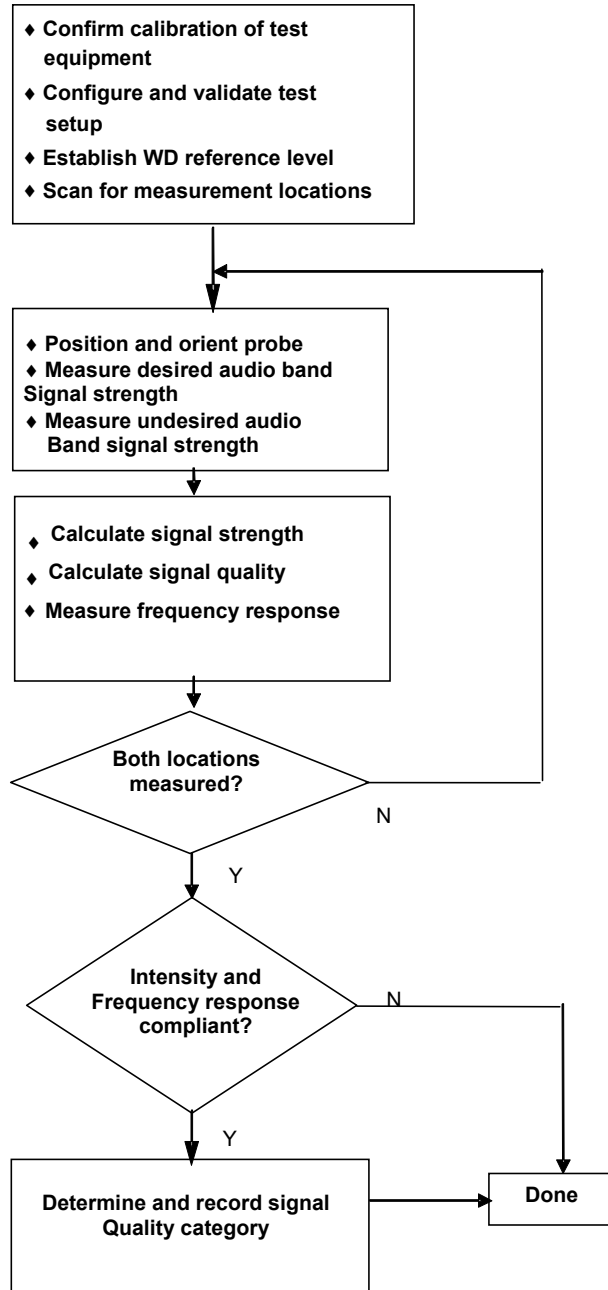 ♦ Confirm calibration of test
equipment
♦ Configure and validate test
setup
♦ Establish WD reference level
♦ Scan for measurement locations
♦ Position and orient probe
♦ Measure desired audio band
Signal strength
♦ Measure undesired audio
Band signal strength
♦ Calculate signal strength
♦ Calculate signal quality
♦ Measure frequency response
Both locations
measured?
N
Y
Intensity and
Frequency response
compliant?
N
Y
Determine and record signal
Quality category
Done